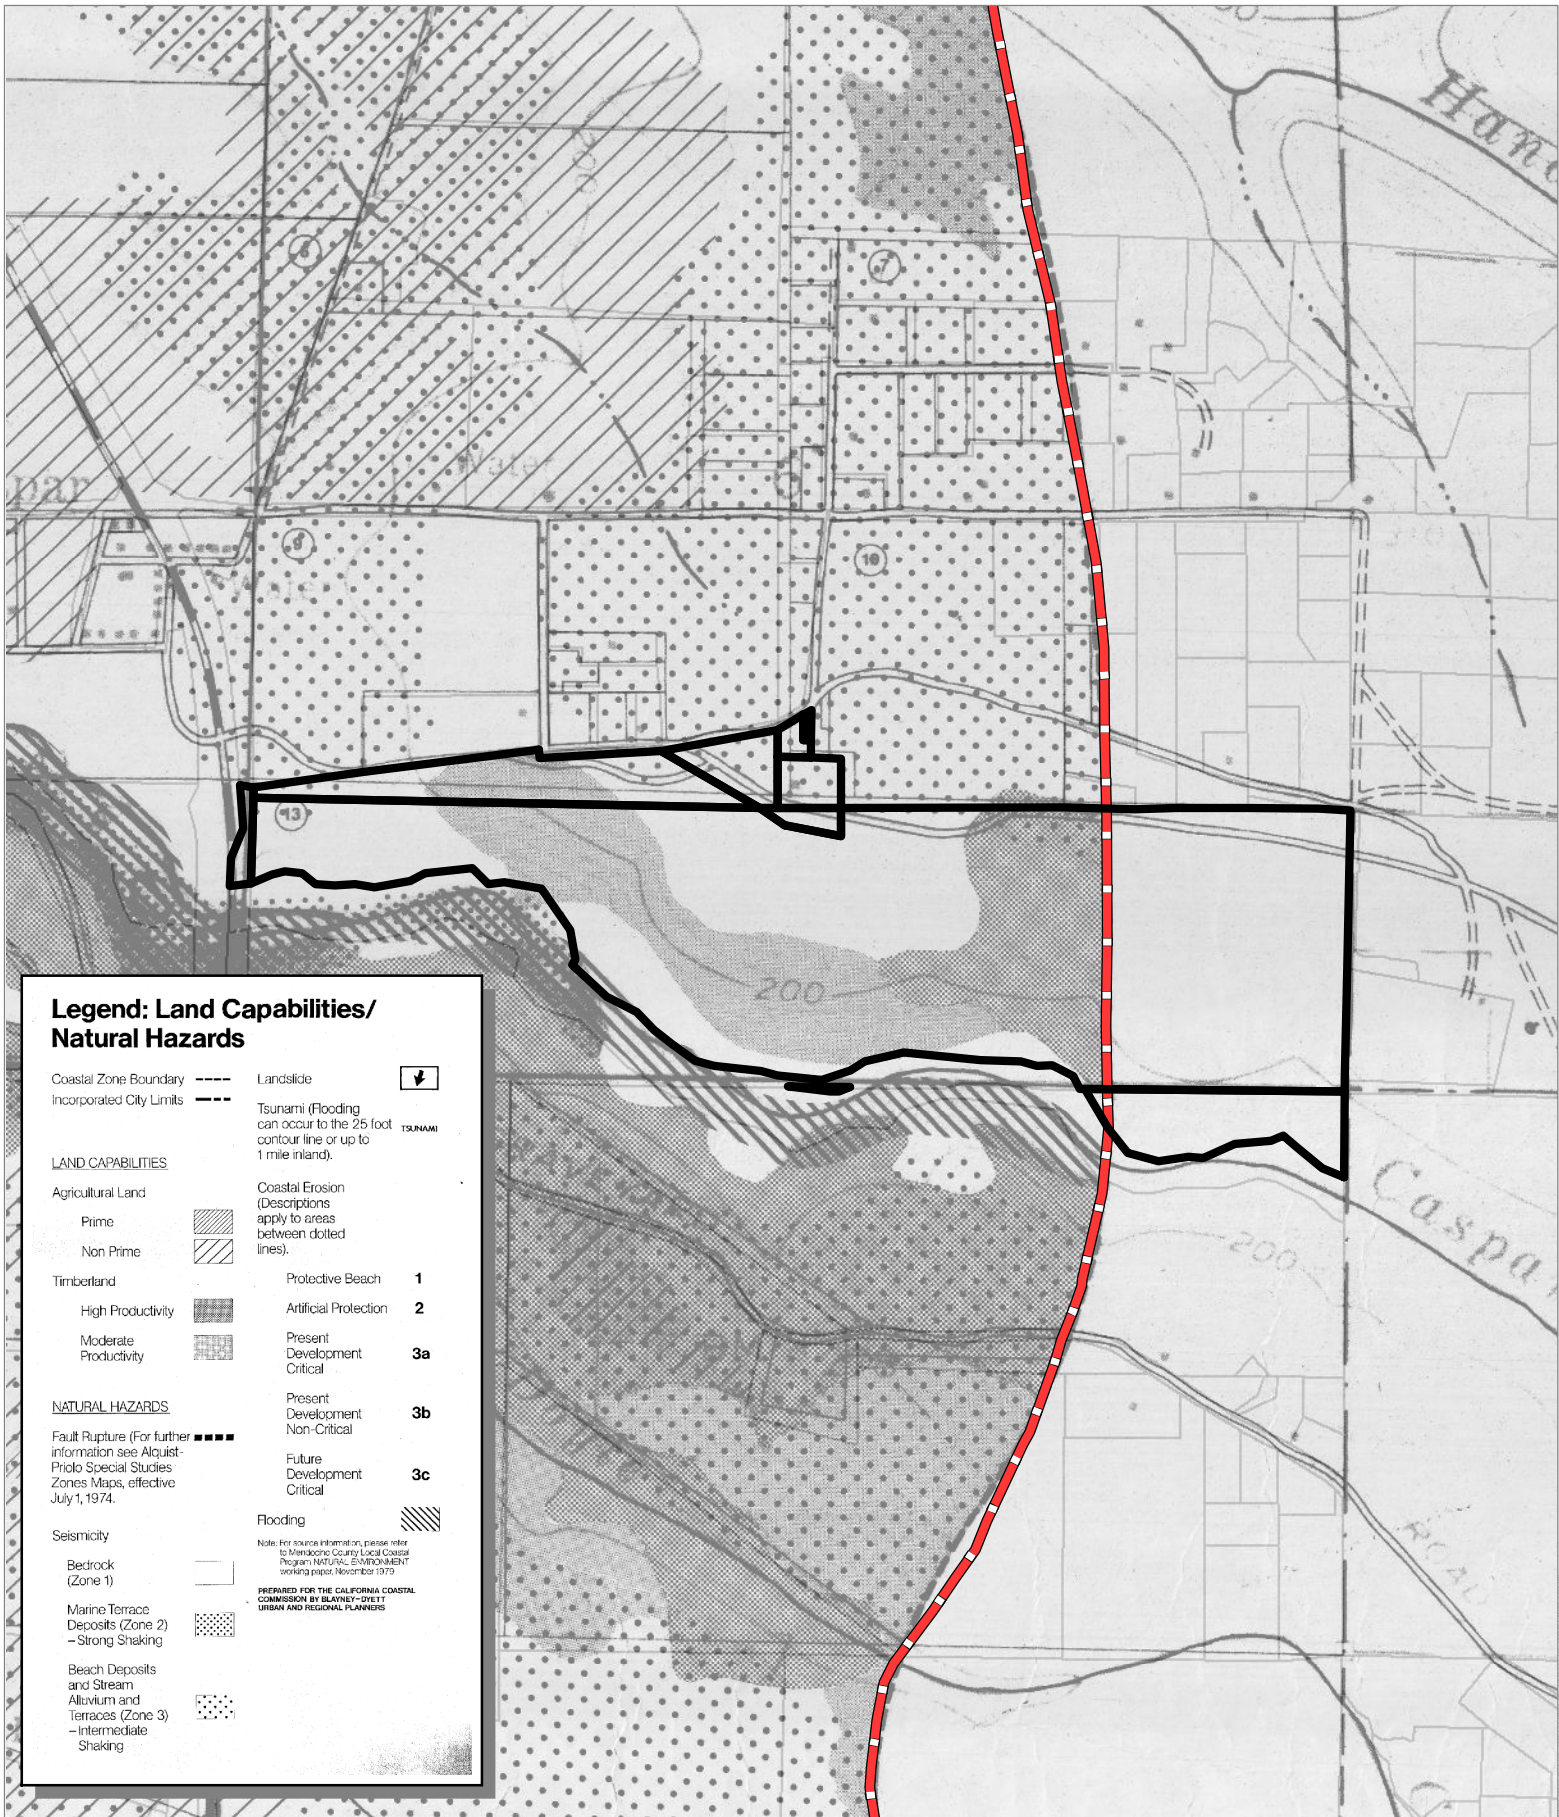 Han
6
7
Water
par
9
10
Water
13
200
Caspar
200
ROAD
Legend: Land Capabilities/
Natural Hazards
Coastal Zone Boundary
Incorporated City Limits
LAND CAPABILITIES
Agricultural Land
Prime
Non Prime
Timberland
High Productivity
Moderate
Productivity
NATURAL HAZARDS
Fault Rupture (For further
information see Alquist-
Priolo Special Studies
Zones Maps, effective
July 1, 1974.
Seismicity
Bedrock
(Zone 1)
Marine Terrace
Deposits (Zone 2)
–Strong Shaking
Beach Deposits
and Stream
Alluvium and
Terraces (Zone 3)
–Intermediate
Shaking
Landslide
Tsunami (Flooding
can occur to the 25 foot
contour line or up to
1 mile inland).
TSUNAMI
Coastal Erosion
(Descriptions
apply to areas
between dotted
lines).
Protective Beach 1
Artificial Protection 2
Present
Development 3a
Critical
Present
Development 3b
Non-Critical
Future
Development 3c
Critical
Flooding
Note: For source information, please refer
to Mendocino County Local Coastal
Program NATURAL ENVIRONMENT
working paper, November 1979
PREPARED FOR THE CALIFORNIA COASTAL
COMMISSION BY BLAYNEY-DYETT
URBAN AND REGIONAL PLANNERS